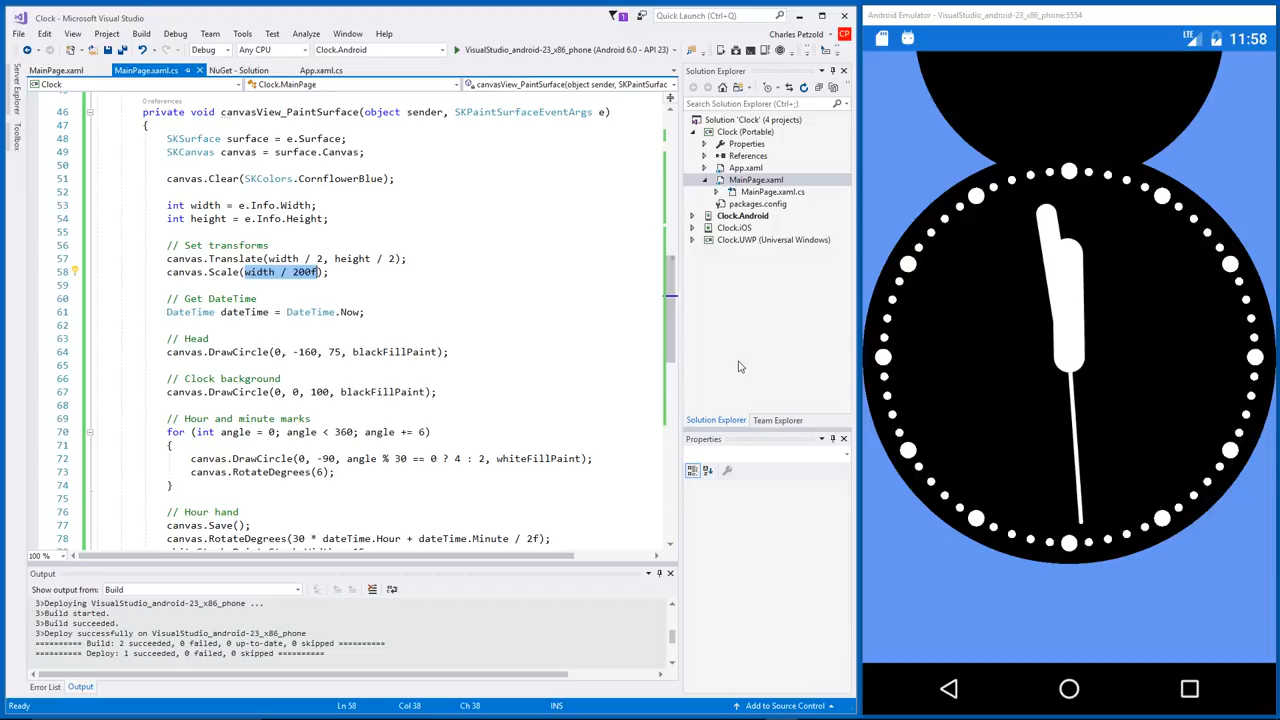 Clock - Microsoft Visual Studio
1
Quick Launch (Ctrl+Q)
File Edit View Project Build Debug Team Tools Test Analyze Window Help
Charles Petzold CP
Debug Any CPU Clock.Android VisualStudio_android-23_x86_phone (Android 6.0 - API 23)
Server Explorer
Toolbox
MainPage.xaml MainPage.xaml.cs NuGet - Solution App.xaml.cs
Clock Clock.MainPage canvasView_PaintSurface(object sender, SKPaintSurfac
0 references
46 private void canvasView_PaintSurface(object sender, SKPaintSurfaceEventArgs e)
47 {
48 SKSurface surface = e.Surface;
49 SKCanvas canvas = surface.Canvas;
50
51 canvas.Clear(SKColors.CornflowerBlue);
52
53 int width = e.Info.Width;
54 int height = e.Info.Height;
55
56 // Set transforms
57 canvas.Translate(width / 2, height / 2);
58 canvas.Scale(width / 200f);
59
60 // Get DateTime
61 DateTime dateTime = DateTime.Now;
62
63 // Head
64 canvas.DrawCircle(0, -160, 75, blackFillPaint);
65
66 // Clock background
67 canvas.DrawCircle(0, 0, 100, blackFillPaint);
68
69 // Hour and minute marks
70 for (int angle = 0; angle < 360; angle += 6)
71 {
72 canvas.DrawCircle(0, -90, angle % 30 == 0 ? 4 : 2, whiteFillPaint);
73 canvas.RotateDegrees(6);
74 }
75
76 // Hour hand
77 canvas.Save();
78 canvas.RotateDegrees(30 * dateTime.Hour + dateTime.Minute / 2f);
100 %
Output
Show output from: Build
3>Deploying VisualStudio_android-23_x86_phone ...
3>Build started.
3>Build succeeded.
3>Deploy successfully on VisualStudio_android-23_x86_phone
========== Build: 2 succeeded, 0 failed, 0 up-to-date, 0 skipped ==========
========== Deploy: 1 succeeded, 0 failed, 0 skipped ==========
Error List Output
Ready Ln 58 Col 38 Ch 38 INS Add to Source Control
Solution Explorer
Search Solution Explorer (Ctrl+;)
Solution 'Clock' (4 projects)
Clock (Portable)
Properties
References
App.xaml
MainPage.xaml
MainPage.xaml.cs
packages.config
Clock.Android
Clock.iOS
Clock.UWP (Universal Windows)
Solution Explorer Team Explorer
Properties
Android Emulator - VisualStudio_android-23_x86_phone:5554
LTE 11:58